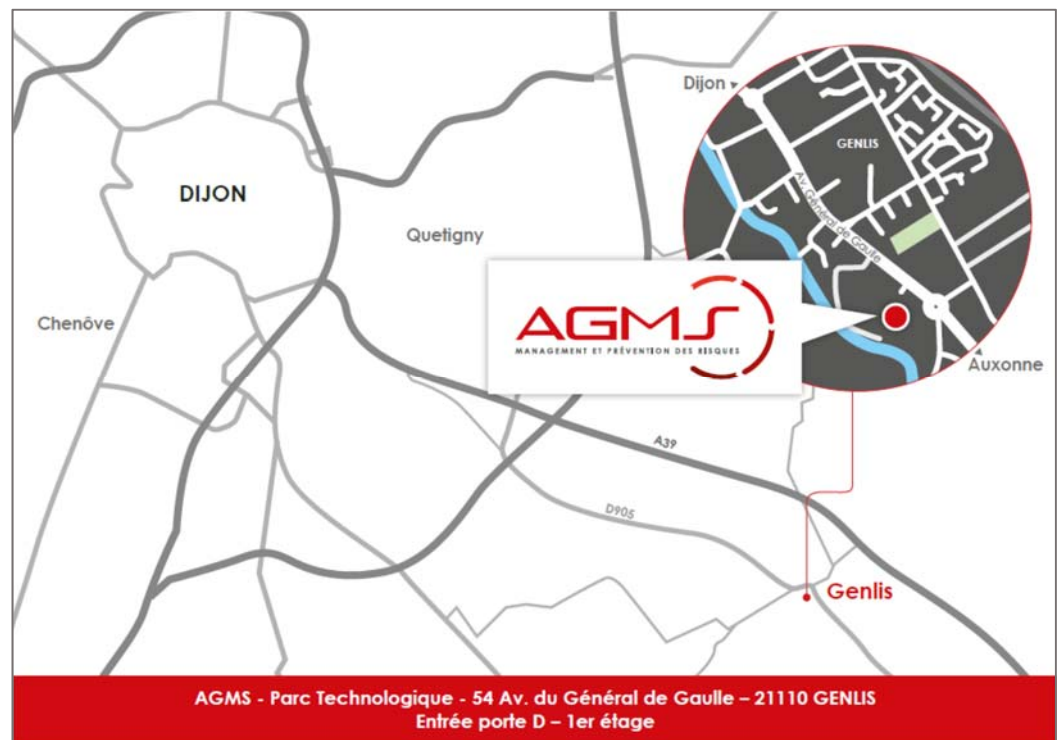 Dijon
GENLIS
Av. Général de Gaulle
DIJON
Quetigny
AGMS
MANAGEMENT ET PRÉVENTION DES RISQUES
Chenôve
Auxonne
A39
D905
Genlis
AGMS - Parc Technologique - 54 Av. du Général de Gaulle – 21110 GENLIS
Entrée porte D – 1er étage